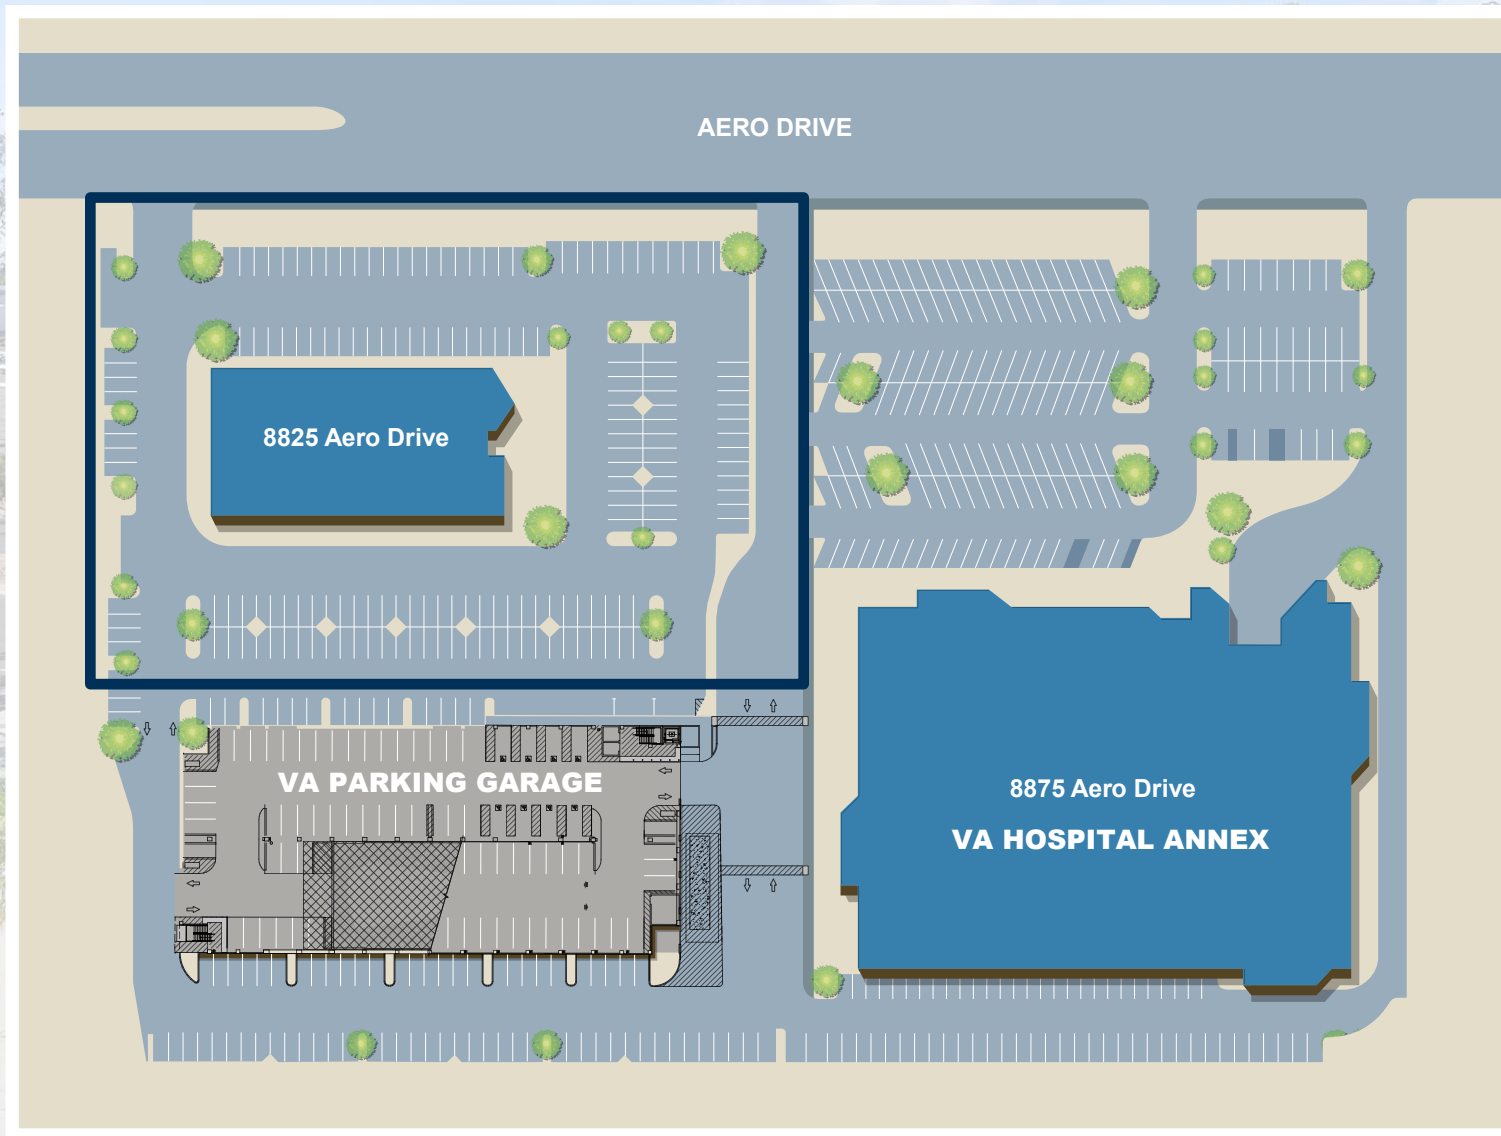 AERO DRIVE
8825 Aero Drive
VA PARKING GARAGE
8875 Aero Drive
VA HOSPITAL ANNEX